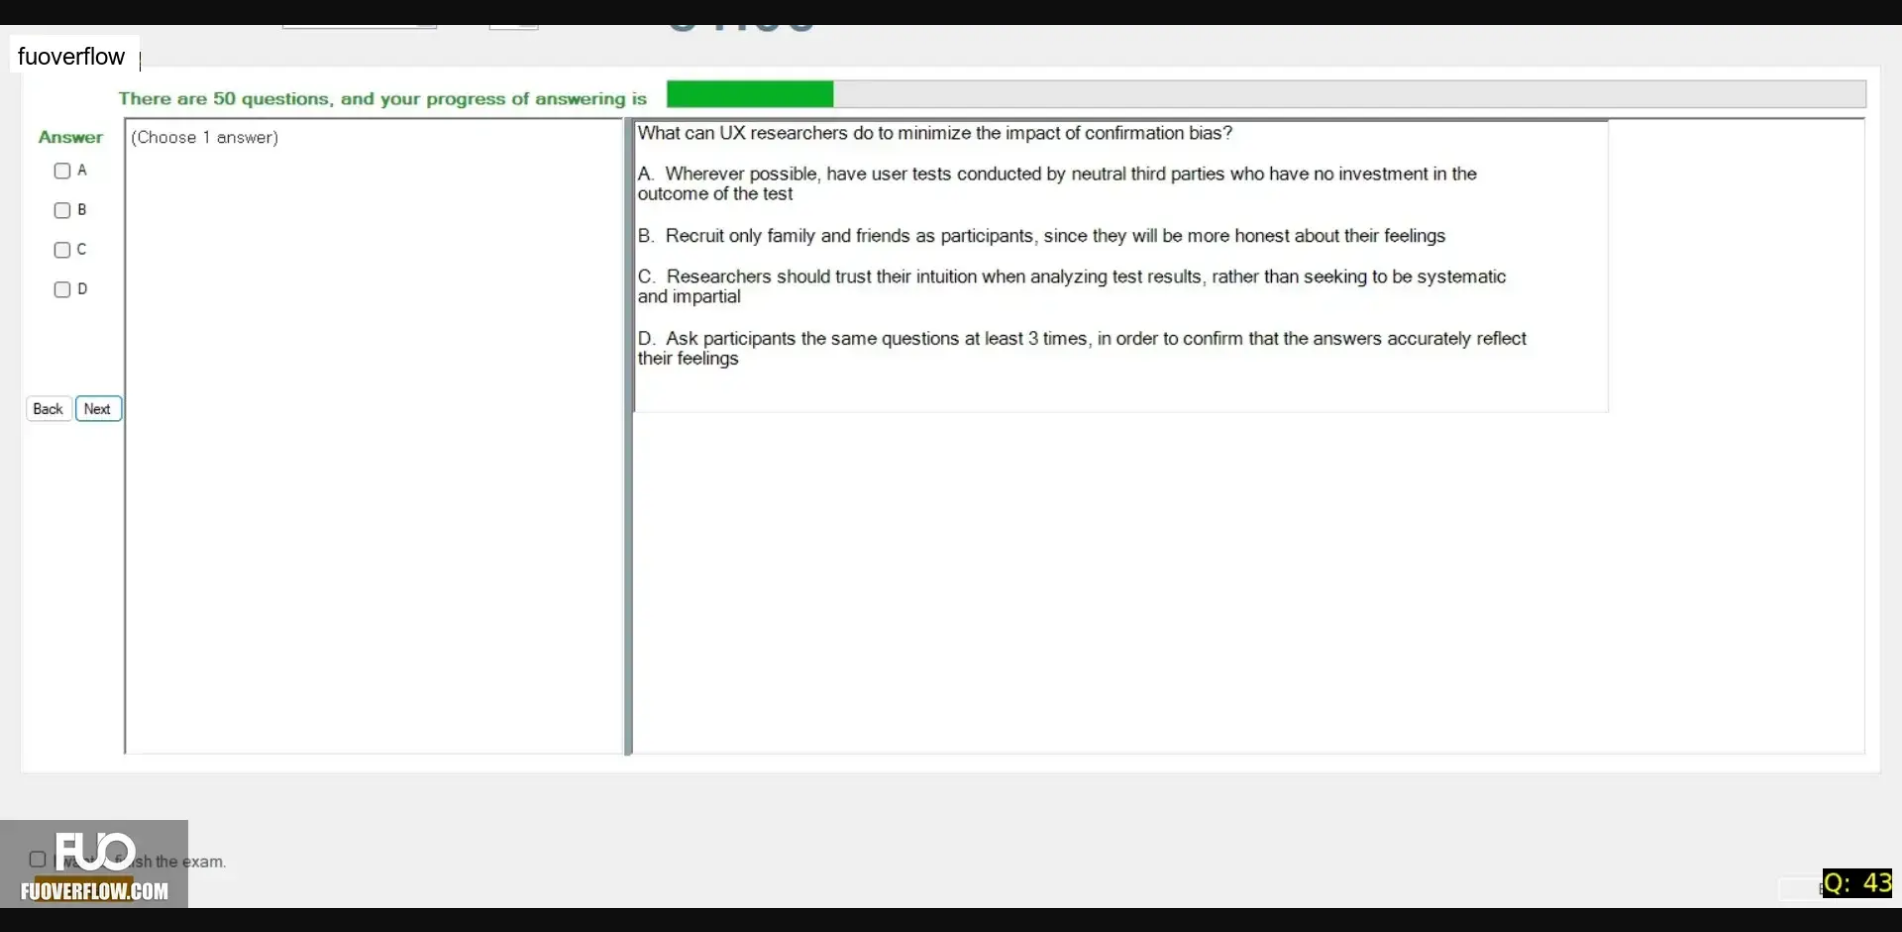 fuoverflow
There are 50 questions, and your progress of answering is
Answer
(Choose 1 answer)
A
B
C
D
Back
Next
What can UX researchers do to minimize the impact of confirmation bias?
A. Wherever possible, have user tests conducted by neutral third parties who have no investment in the
outcome of the test
B. Recruit only family and friends as participants, since they will be more honest about their feelings
C. Researchers should trust their intuition when analyzing test results, rather than seeking to be systematic
and impartial
D. Ask participants the same questions at least 3 times, in order to confirm that the answers accurately reflect
their feelings
FUO
the exam.
FUOVERFLOW.COM
Q: 43